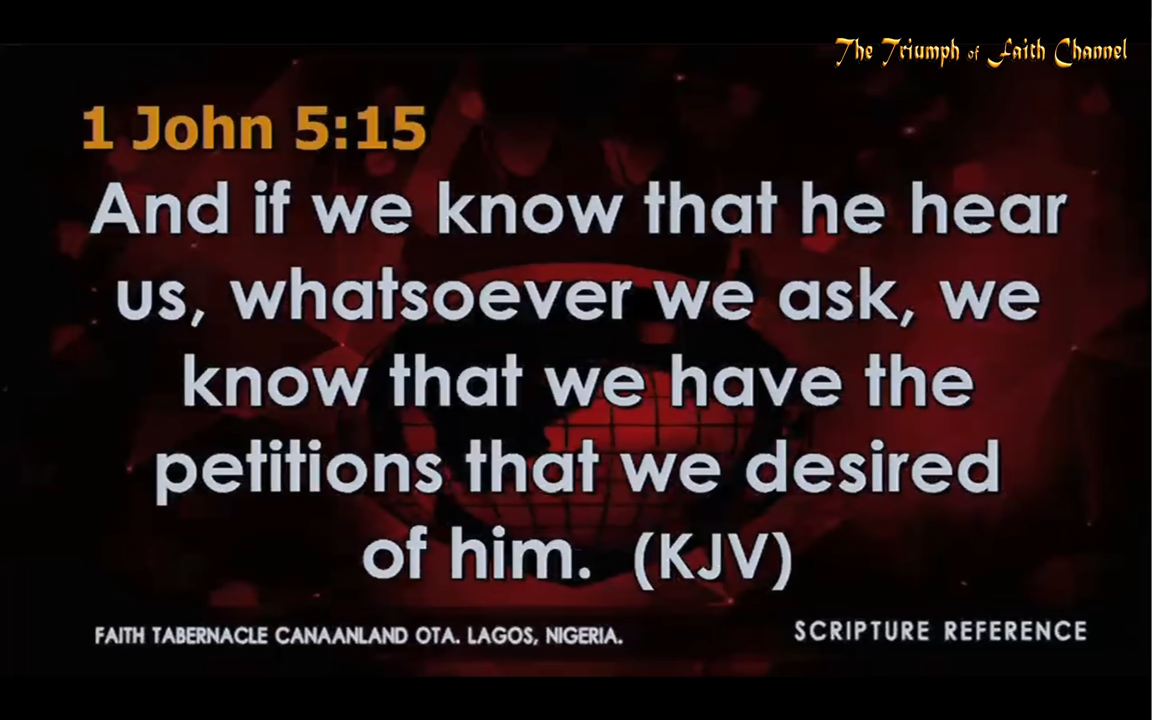 The Triumph of Faith Channel
1 John 5:15
And if we know that he hear
us, whatsoever we ask, we
know that we have the
petitions that we desired
of him. (KJV)
FAITH TABERNACLE CANAANLAND OTA. LAGOS, NIGERIA.
SCRIPTURE REFERENCE